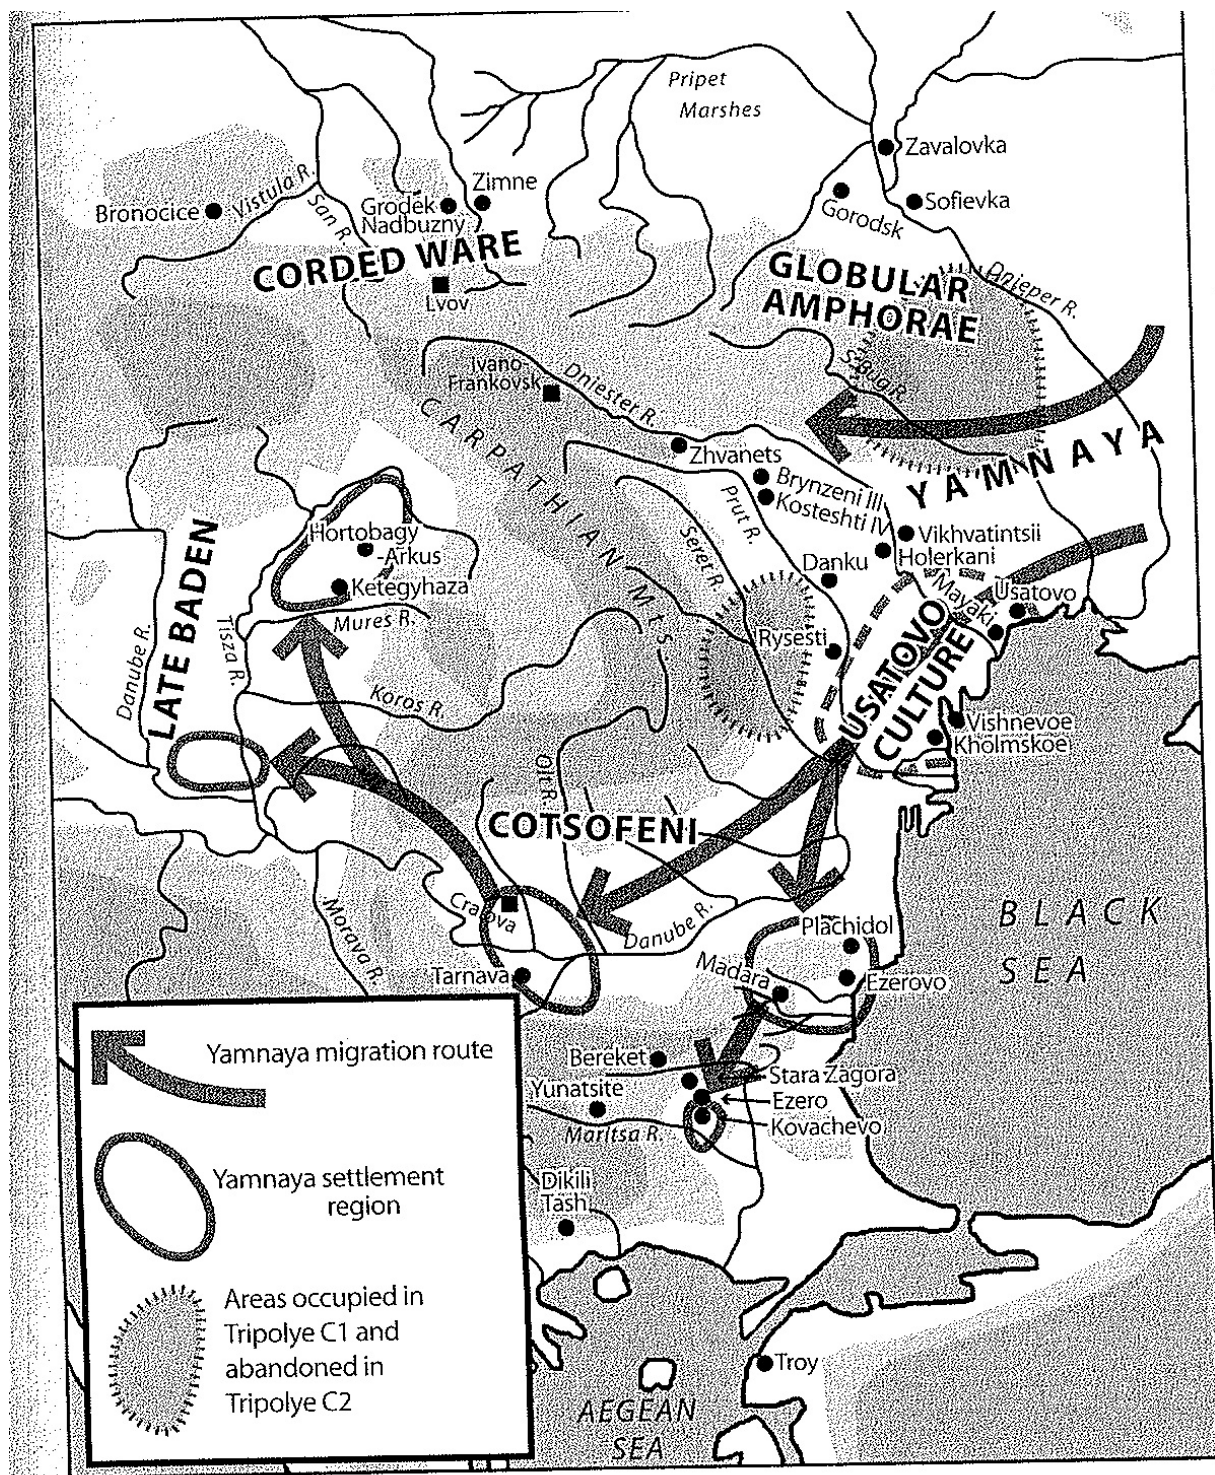 Pripet
Marshes
Zavalovka
Zimne
Bronocice
Vistula R.
San R.
Grodek
Nadbuzny
Gorodsk
Sofievka
CORDED WARE
GLOBULAR
AMPHORAE
Dnieper R.
Lvov
Ivano-
Frankovsk
Dniester R.
S. Bug R.
CARPATHIAN MTS
YAMNAYA
Zhvanets
Brynzeni III
Kosteshti IV
Prut R.
Seret R.
Vikhvatintsii
Holerkani
Danku
Hortobagy
-Arkus
Ketegyhaza
Mayaki
Usatovo
LATE BADEN
Mures R.
Tisza R.
Danube R.
Rysesti
USATOVO
CULTURE
Koros R.
Vishnevoe
Kholmskoe
Olt R.
COTSOFENI
Craiova
Morava R.
Danube R.
BLACK
SEA
Plachidol
Tarnava
Madara
Ezerovo
Bereket
Stara Zagora
Yunatsite
Ezero
Kovachevo
Maritsa R.
Dikili
Tash
Troy
AEGEAN
SEA
Yamnaya migration route
Yamnaya settlement
region
Areas occupied in
Tripolye C1 and
abandoned in
Tripolye C2